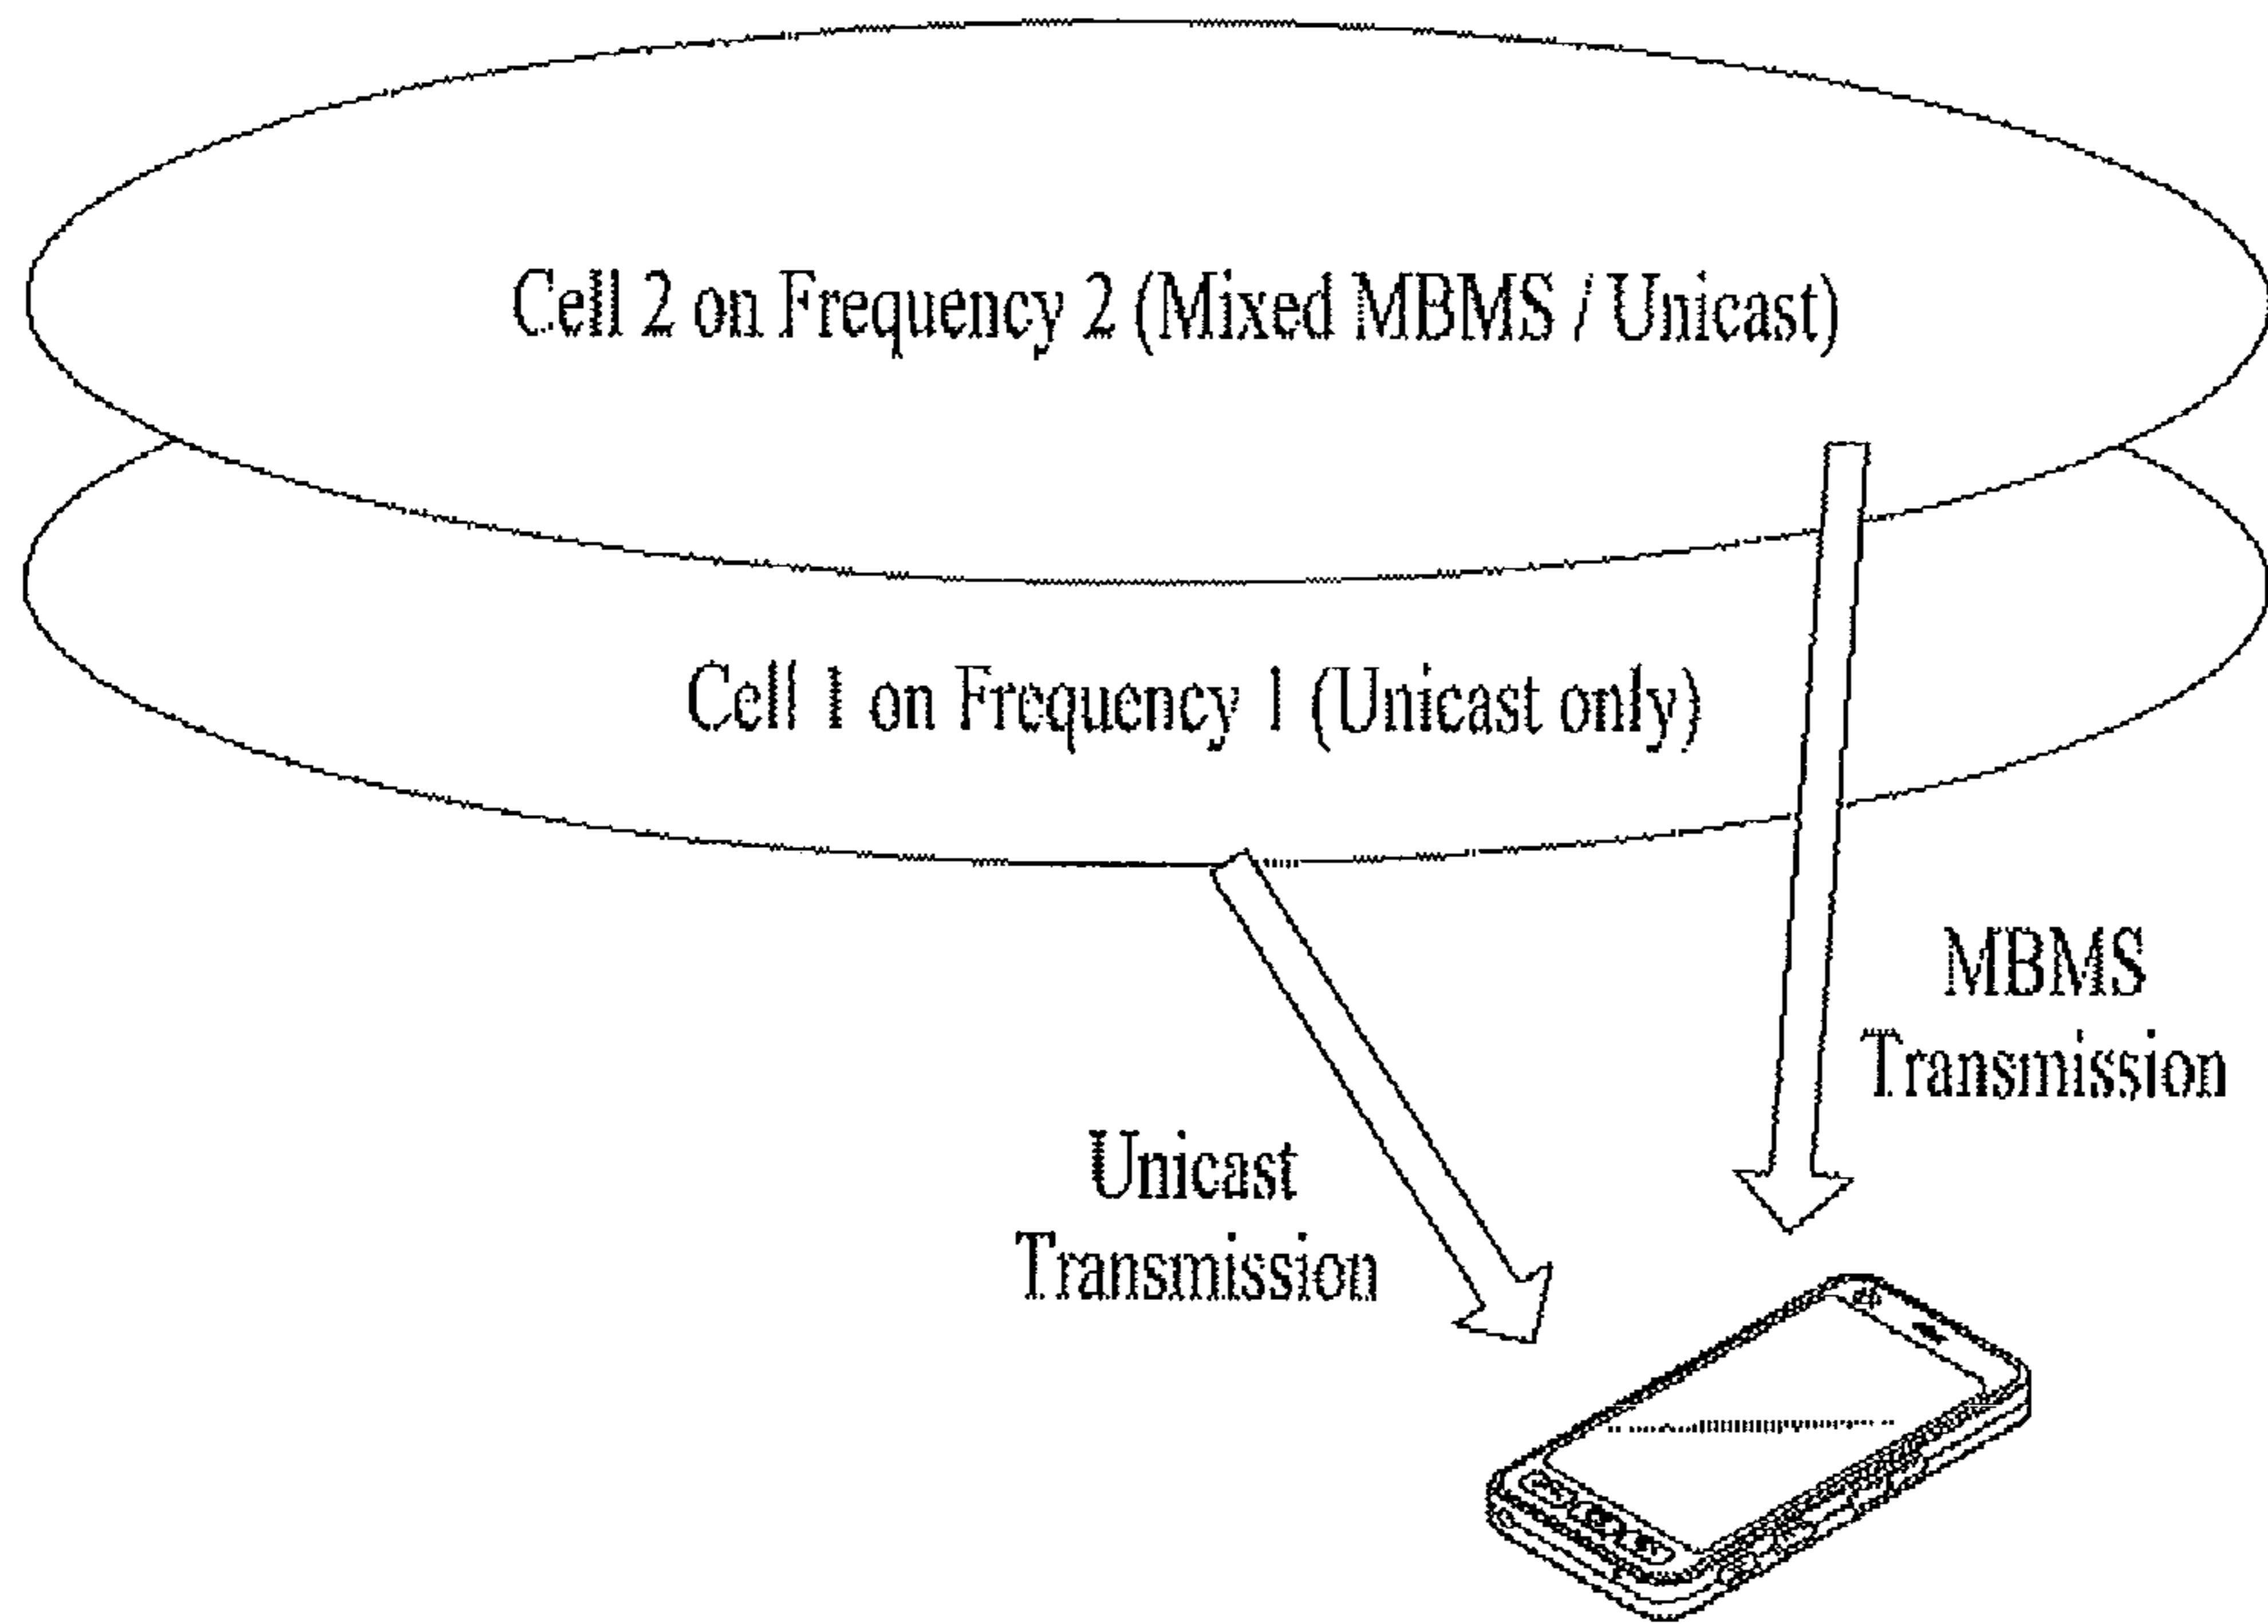 Cell 2 on Frequency 2 (Mixed MBMS / Unicast)
Cell 1 on Frequency 1 (Unicast only)
MBMS
Transmission
Unicast
Transmission